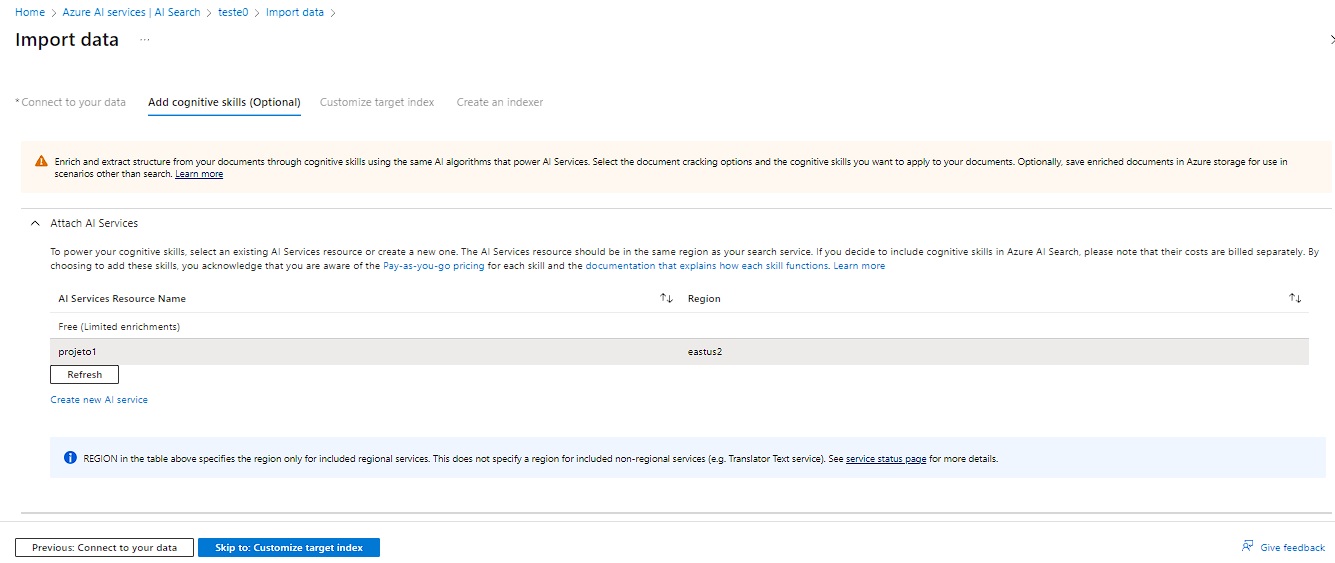 Home > Azure AI services | AI Search > teste0 > Import data >
Import data ...
* Connect to your data Add cognitive skills (Optional) Customize target index Create an indexer
Enrich and extract structure from your documents through cognitive skills using the same AI algorithms that power AI Services. Select the document cracking options and the cognitive skills you want to apply to your documents. Optionally, save enriched documents in Azure storage for use in
scenarios other than search. Learn more
Attach AI Services
To power your cognitive skills, select an existing AI Services resource or create a new one. The AI Services resource should be in the same region as your search service. If you decide to include cognitive skills in Azure AI Search, please note that their costs are billed separately. By
choosing to add these skills, you acknowledge that you are aware of the Pay-as-you-go pricing for each skill and the documentation that explains how each skill functions. Learn more
AI Services Resource Name Region
Free (Limited enrichments)
projeto1 eastus2
Refresh
Create new AI service
REGION in the table above specifies the region only for included regional services. This does not specify a region for included non-regional services (e.g. Translator Text service). See service status page for more details.
Previous: Connect to your data Skip to: Customize target index Give feedback